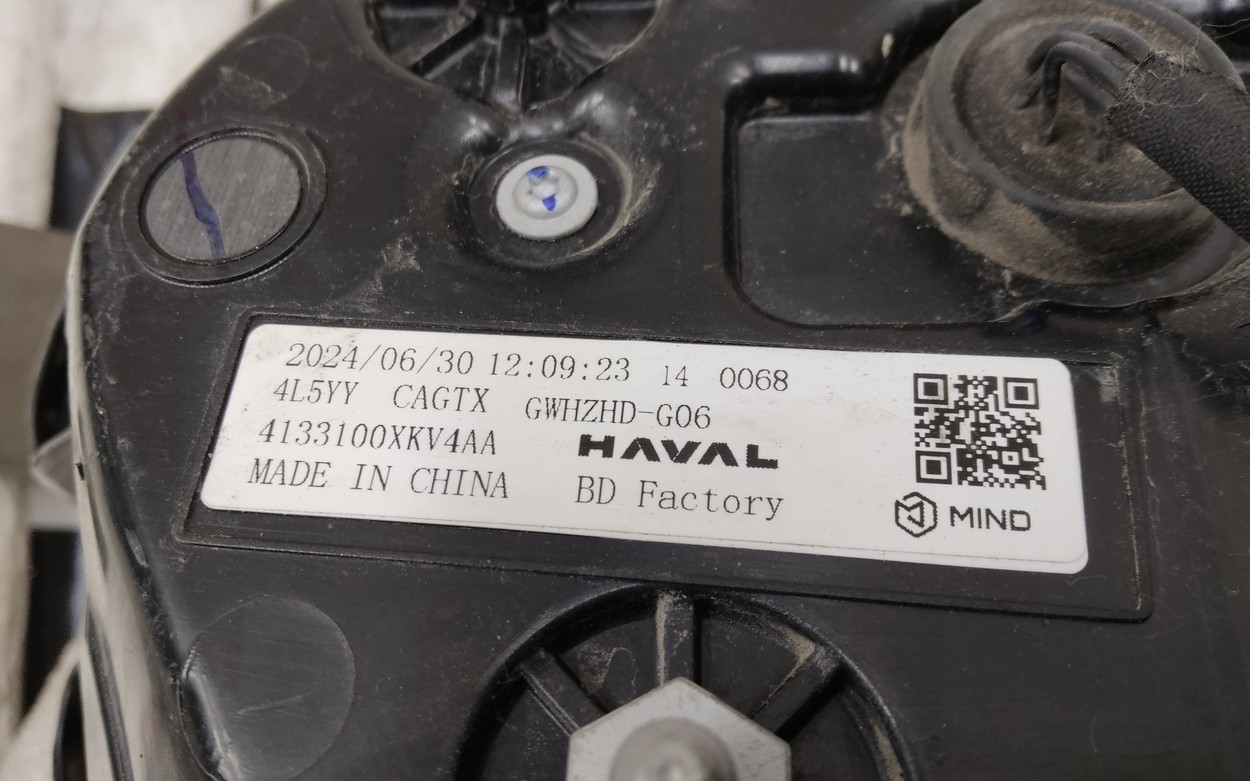 2024/06/30 12:09:23 14 0068
4L5YY CAGTX GWHZHD-G06
4133100XKV4AA HAVAL
MADE IN CHINA BD Factory
MIND